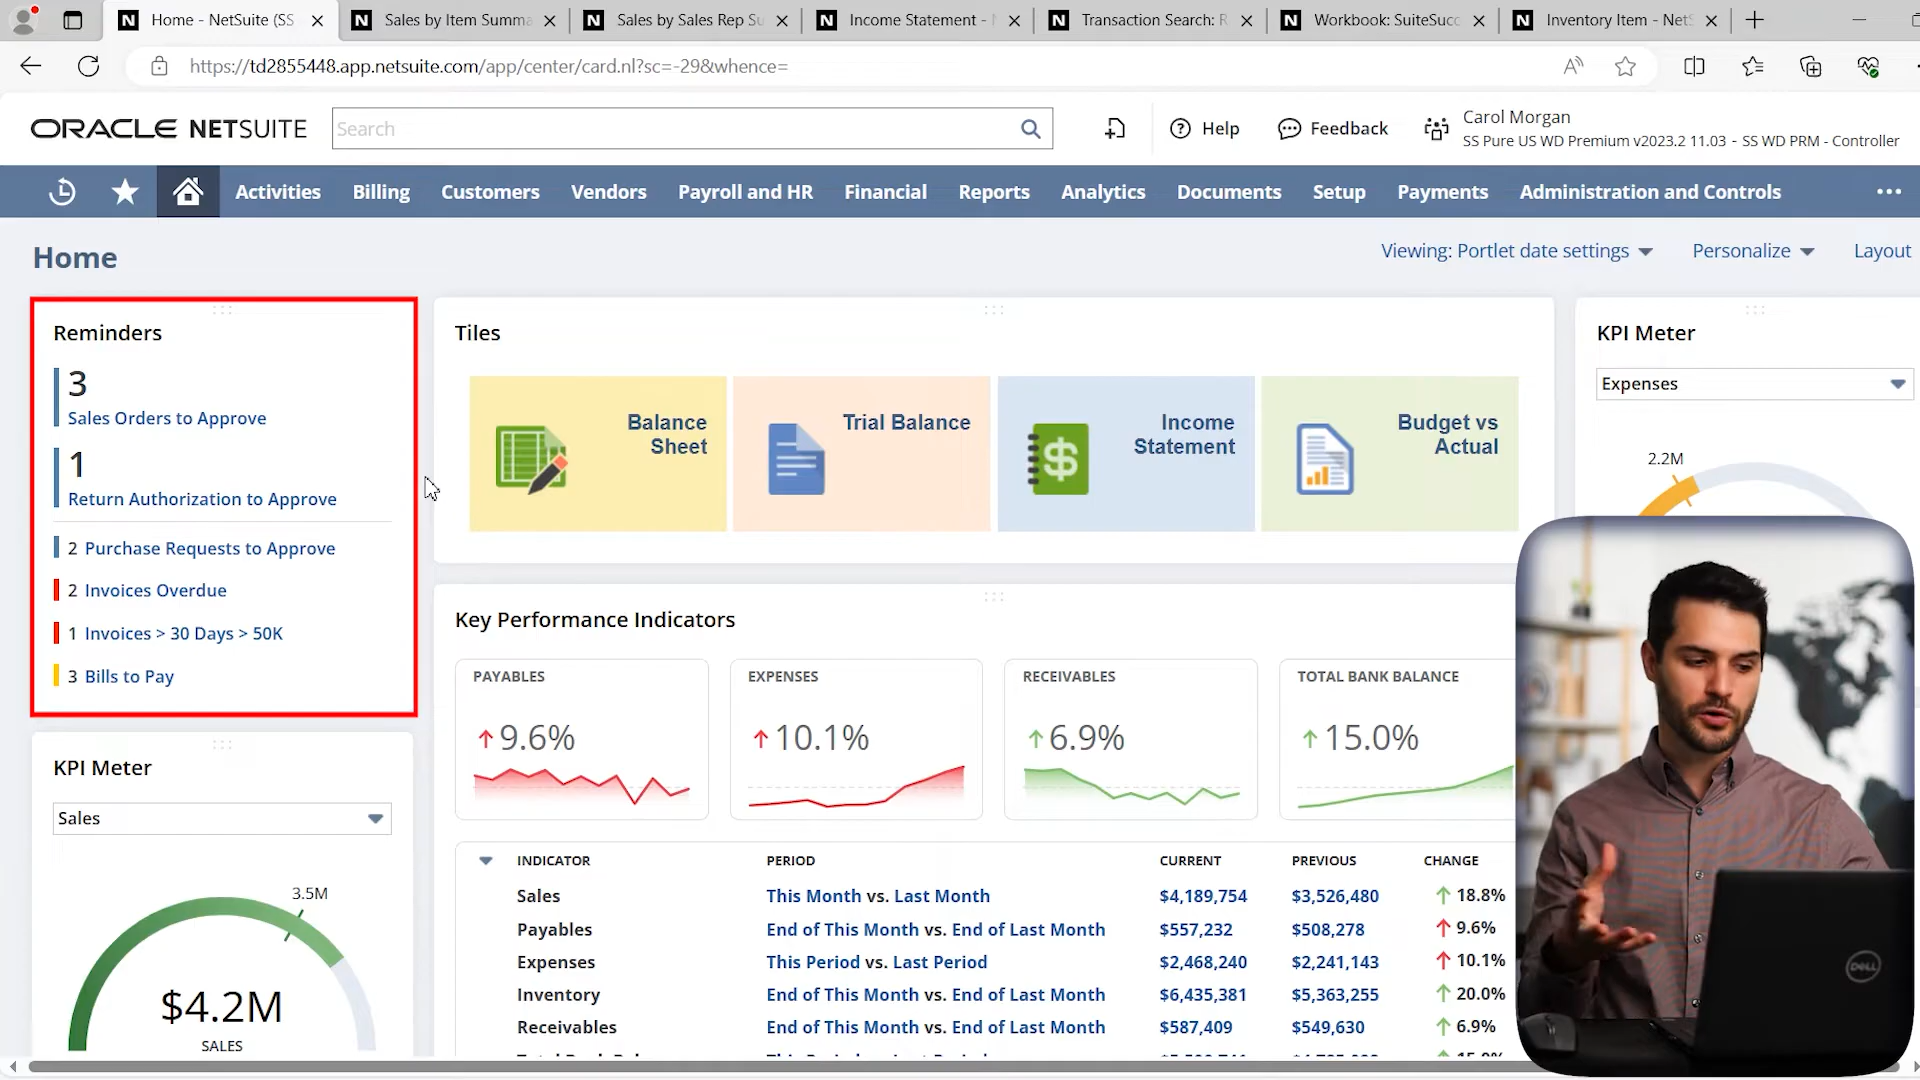 Home - NetSuite (SS
Sales by Item Summa
Sales by Sales Rep Su
Income Statement - N
Transaction Search: R
Workbook: SuiteSucc
Inventory Item - NetS
https://td2855448.app.netsuite.com/app/center/card.nl?sc=-29&whence=
ORACLE NETSUITE
Search
Help
Feedback
Carol Morgan
SS Pure US WD Premium v2023.2 11.03 - SS WD PRM - Controller
Activities
Billing
Customers
Vendors
Payroll and HR
Financial
Reports
Analytics
Documents
Setup
Payments
Administration and Controls
Home
Viewing: Portlet date settings
Personalize
Layout
Reminders
3
Sales Orders to Approve
1
Return Authorization to Approve
2 Purchase Requests to Approve
2 Invoices Overdue
1 Invoices > 30 Days > 50K
3 Bills to Pay
KPI Meter
Sales
3.5M
$4.2M
SALES
Tiles
Balance
Sheet
Trial Balance
Income
Statement
Budget vs
Actual
Key Performance Indicators
PAYABLES
9.6%
EXPENSES
10.1%
RECEIVABLES
6.9%
TOTAL BANK BALANCE
15.0%
INDICATOR PERIOD CURRENT PREVIOUS CHANGE
Sales This Month vs. Last Month $4,189,754 $3,526,480 18.8%
Payables End of This Month vs. End of Last Month $557,232 $508,278 9.6%
Expenses This Period vs. Last Period $2,468,240 $2,241,143 10.1%
Inventory End of This Month vs. End of Last Month $6,435,381 $5,363,255 20.0%
Receivables End of This Month vs. End of Last Month $587,409 $549,630 6.9%
KPI Meter
Expenses
2.2M
DELL